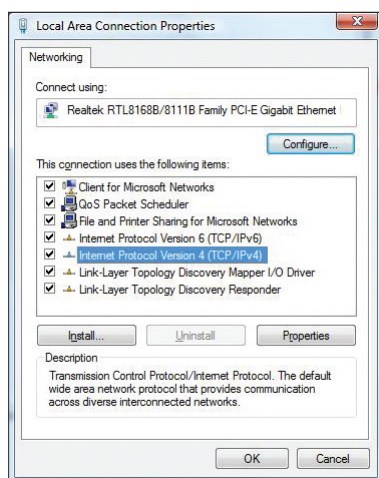 Local Area Connection Properties
Networking
Connect using:
Realtek RTL8168B/8111B Family PCI-E Gigabit Ethernet
Configure...
This connection uses the following items:
Client for Microsoft Networks
QoS Packet Scheduler
File and Printer Sharing for Microsoft Networks
Internet Protocol Version 6 (TCP/IPv6)
Internet Protocol Version 4 (TCP/IPv4)
Link-Layer Topology Discovery Mapper I/O Driver
Link-Layer Topology Discovery Responder
Install...
Uninstall
Properties
Description
Transmission Control Protocol/Internet Protocol. The default
wide area network protocol that provides communication
across diverse interconnected networks.
OK
Cancel